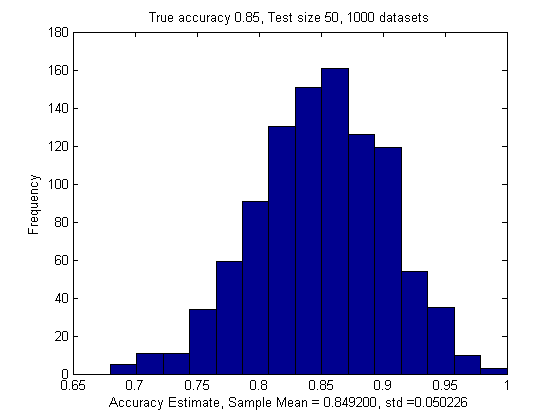 True accuracy 0.85, Test size 50, 1000 datasets
180
160
140
120
100
80
60
40
20
0
Frequency
0.65 0.7 0.75 0.8 0.85 0.9 0.95 1
Accuracy Estimate, Sample Mean = 0.849200, std =0.050226